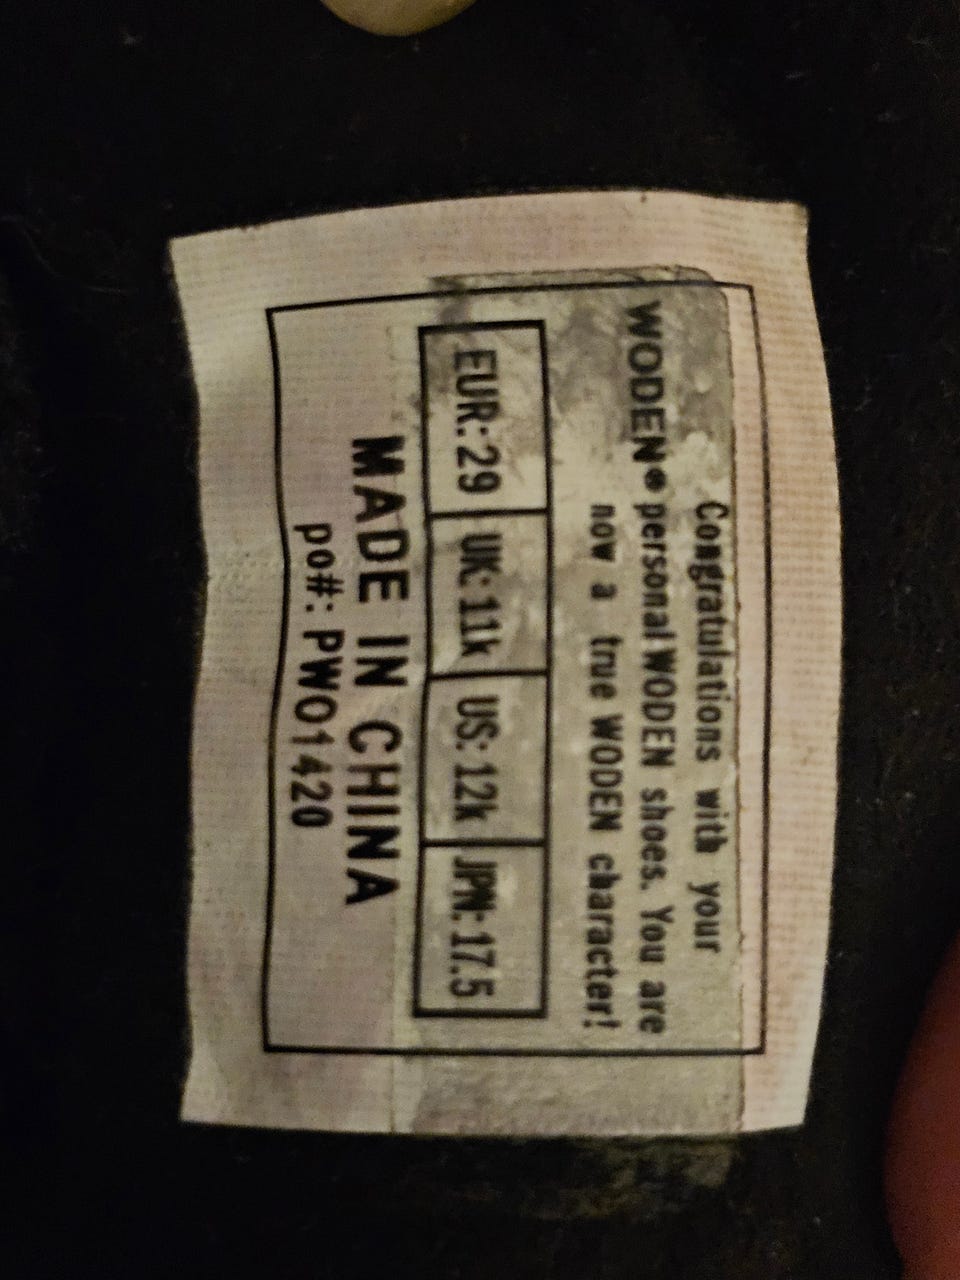 Congratulations with your
WODEN® personal WODEN shoes. You are
now a true WODEN character!
EUR: 29 UK: 11k US: 12k JPN: 17.5
MADE IN CHINA
po#: PWO1420